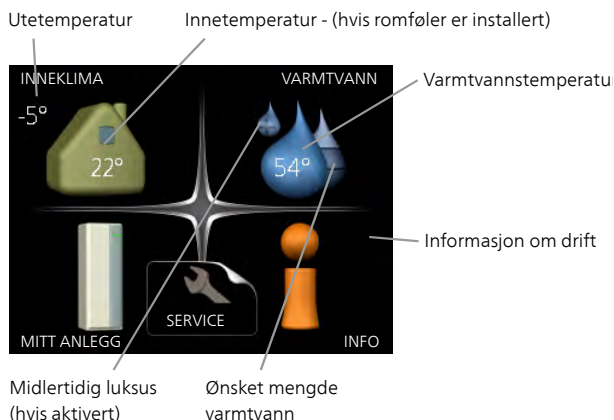 Utetemperatur
Innetemperatur - (hvis romføler er installert)
INNEKLIMA
VARMTVANN
-5°
22°
54°
Varmtvannstemperatu
Informasjon om drift
SERVICE
MITT ANLEGG
INFO
Midlertidig luksus
(hvis aktivert)
Ønsket mengde
varmtvann